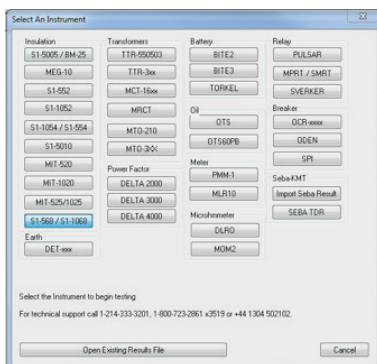 Select An Instrument
Insulation
S1-5005 / BM-25
MEG-10
S1-552
S1-1052
S1-1054 / S1-554
S1-5010
MIT-520
MIT-1020
MIT-525/1025
S1-568 / S1-1068
Earth
DET-xxx
Transformers
TTR-550503
TTR-3xx
MCT-16xx
MRCT
MTO-210
MTO-3XX
Power Factor
DELTA 2000
DELTA 3000
DELTA 4000
Battery
BITE2
BITE3
TORKEL
Oil
OTS
OTS60PB
Meter
PMM-1
MLR10
Microhmmeter
DLRO
MOM2
Relay
PULSAR
MPRT / SMRT
SVERKER
Breaker
OCR-xxxx
ODEN
SPI
Seba-KMT
Import Seba Result
SEBA TDR
Select the Instrument to begin testing
For technical support call 1-214-333-3201, 1-800-723-2861 x3519 or +44 1304 502102.
Open Existing Results File
Cancel